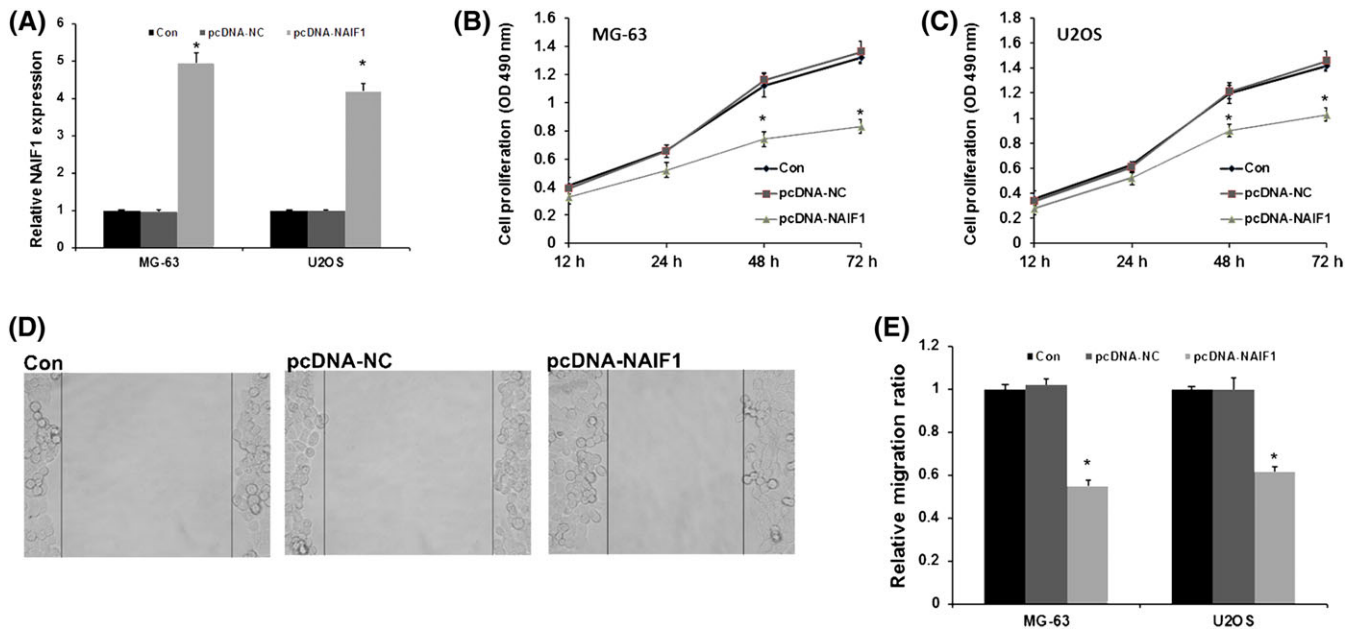 (A)
Con pcDNA-NC pcDNA-NAIF1
Relative NAIF1 expression
6
5
4
3
2
1
0
*
*
MG-63 U2OS
(B)
MG-63
Cell proliferation (OD 490 nm)
1.6
1.4
1.2
1
0.8
0.6
0.4
0.2
0
*
*
Con
pcDNA-NC
pcDNA-NAIF1
12 h 24 h 48 h 72 h
(C)
U2OS
Cell proliferation (OD 490 nm)
1.8
1.6
1.4
1.2
1
0.8
0.6
0.4
0.2
0
*
*
Con
pcDNA-NC
pcDNA-NAIF1
12 h 24 h 48 h 72 h
(D)
Con pcDNA-NC pcDNA-NAIF1
(E)
Con pcDNA-NC pcDNA-NAIF1
Relative migration ratio
1.2
1
0.8
0.6
0.4
0.2
0
*
*
MG-63 U2OS